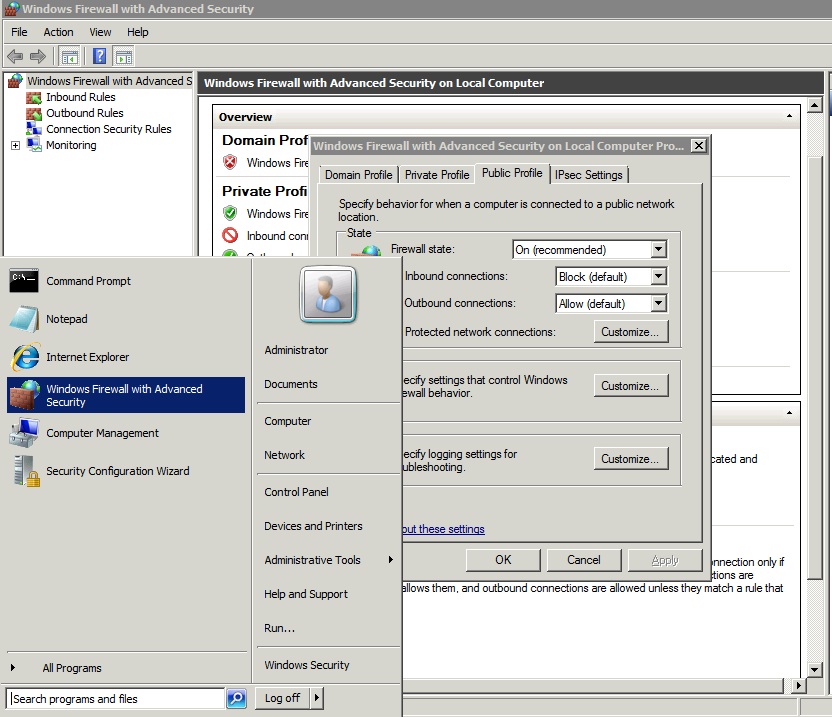 Windows Firewall with Advanced Security
File Action View Help
Windows Firewall with Advanced S
Inbound Rules
Outbound Rules
Connection Security Rules
Monitoring
Windows Firewall with Advanced Security on Local Computer
Overview
Domain Prof
Windows Fire
Private Profi
Windows Fire
Inbound conn
Windows Firewall with Advanced Security on Local Computer Pro...
Domain Profile Private Profile Public Profile IPsec Settings
Specify behavior for when a computer is connected to a public network
location.
State
Firewall state: On (recommended)
Inbound connections: Block (default)
Outbound connections: Allow (default)
Protected network connections: Customize...
ecify settings that control Windows
ewall behavior.
Customize...
ecify logging settings for
ubleshooting.
Customize...
out these settings
OK Cancel Apply
cated and
nnection only if
ctions are
allows them, and outbound connections are allowed unless they match a rule that
Command Prompt
Notepad
Internet Explorer
Windows Firewall with Advanced
Security
Computer Management
Security Configuration Wizard
All Programs
Search programs and files
Administrator
Documents
Computer
Network
Control Panel
Devices and Printers
Administrative Tools
Help and Support
Run...
Windows Security
Log off